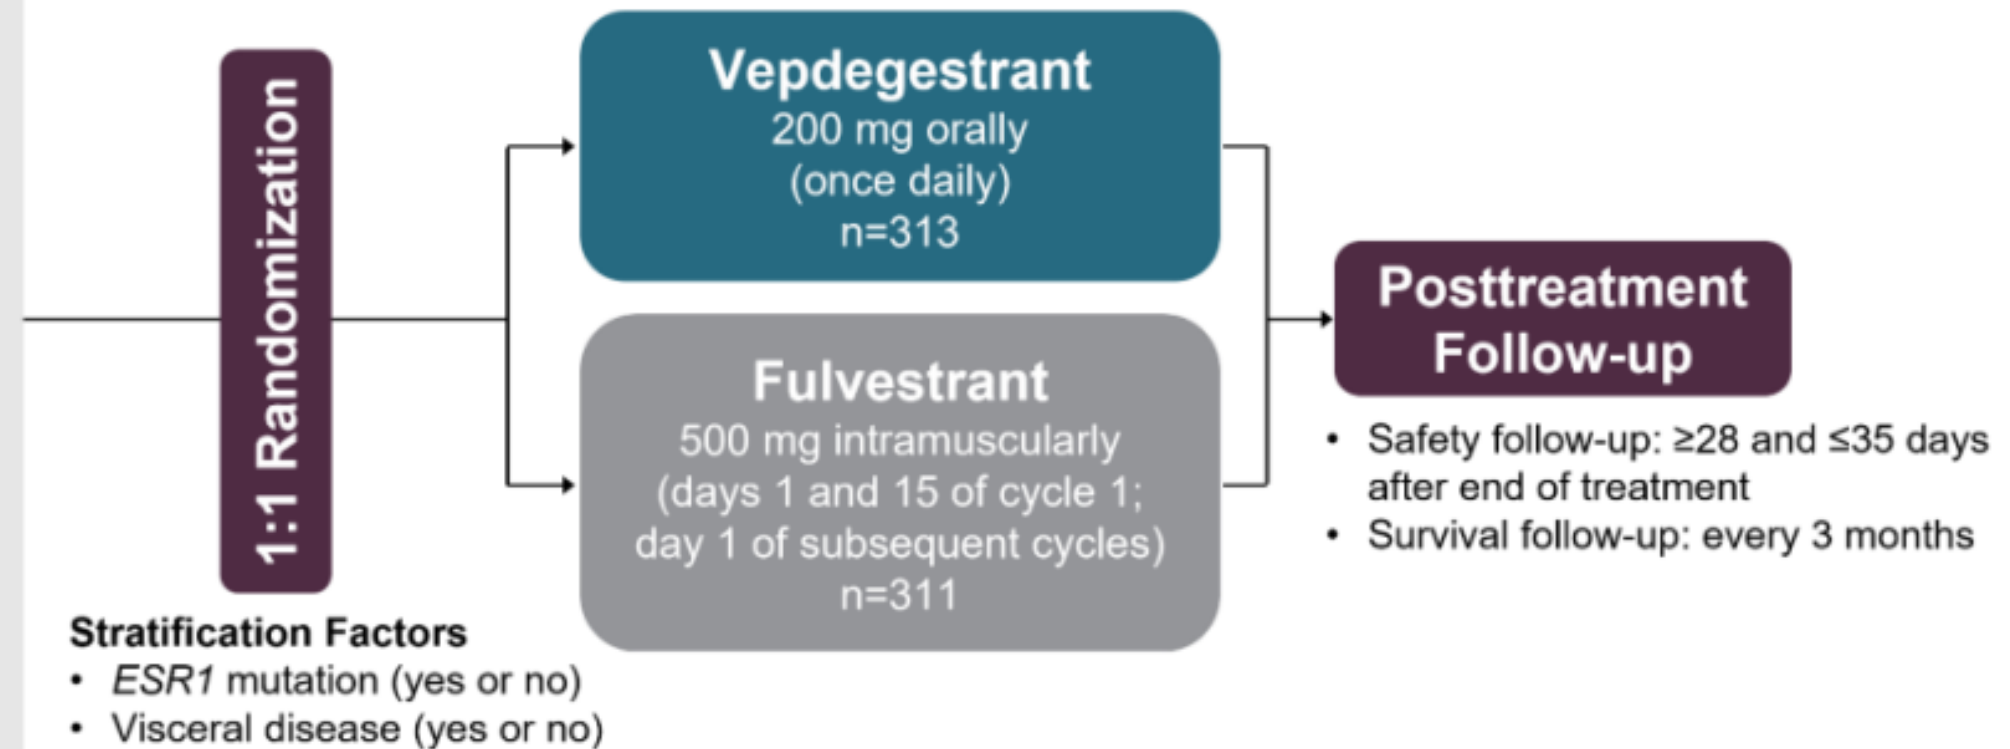 1:1 Randomization
Stratification Factors
• ESR1 mutation (yes or no)
• Visceral disease (yes or no)
Vepdegestrant
200 mg orally
(once daily)
n=313
Fulvestrant
500 mg intramuscularly
(days 1 and 15 of cycle 1;
day 1 of subsequent cycles)
n=311
Posttreatment
Follow-up
• Safety follow-up: ≥28 and ≤35 days
after end of treatment
• Survival follow-up: every 3 months